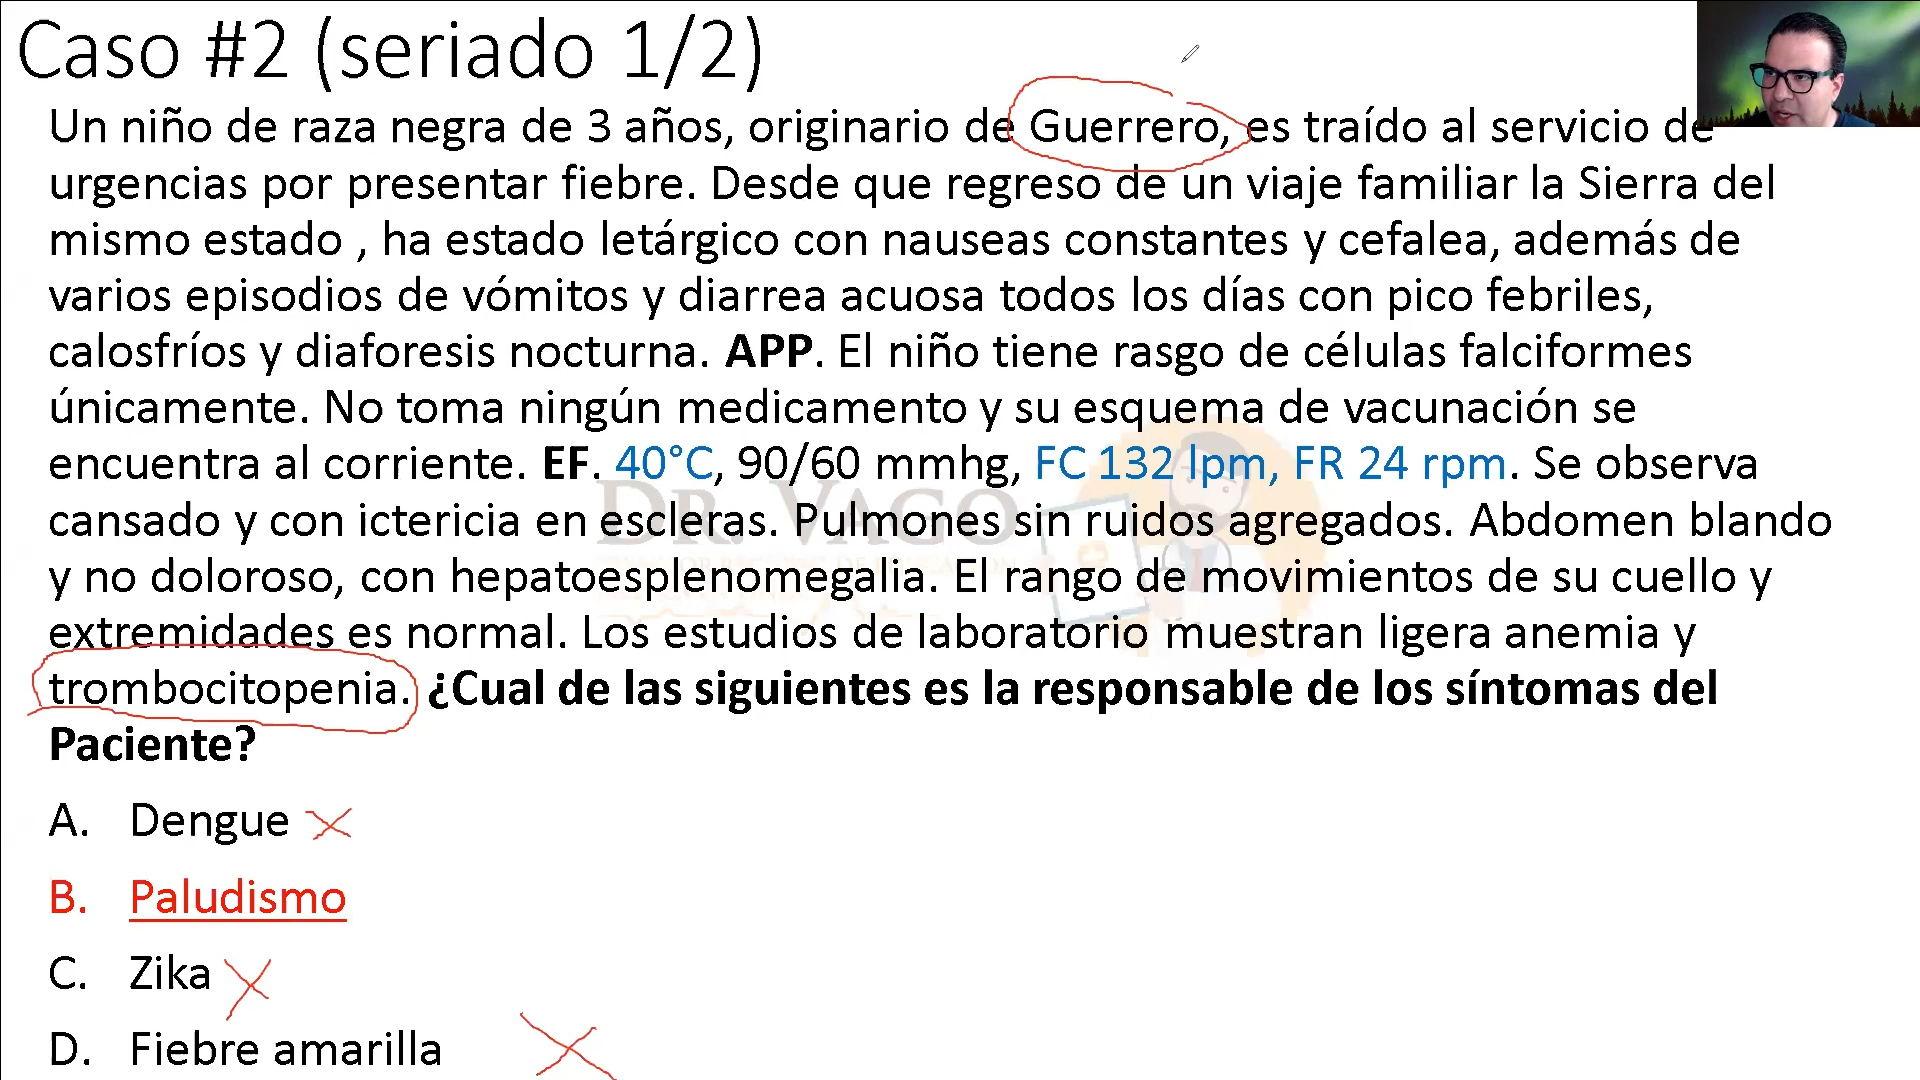 Caso #2 (seriado 1/2)
Un niño de raza negra de 3 años, originario de Guerrero, es traído al servicio de
urgencias por presentar fiebre. Desde que regreso de un viaje familiar la Sierra del
mismo estado , ha estado letárgico con nauseas constantes y cefalea, además de
varios episodios de vómitos y diarrea acuosa todos los días con pico febriles,
calosfríos y diaforesis nocturna. APP. El niño tiene rasgo de células falciformes
únicamente. No toma ningún medicamento y su esquema de vacunación se
encuentra al corriente. EF. 40°C, 90/60 mmhg, FC 132 lpm, FR 24 rpm. Se observa
cansado y con ictericia en escleras. Pulmones sin ruidos agregados. Abdomen blando
y no doloroso, con hepatoesplenomegalia. El rango de movimientos de su cuello y
extremidades es normal. Los estudios de laboratorio muestran ligera anemia y
trombocitopenia. ¿Cual de las siguientes es la responsable de los síntomas del
Paciente?
A. Dengue
B. Paludismo
C. Zika
D. Fiebre amarilla
DR. VAGO